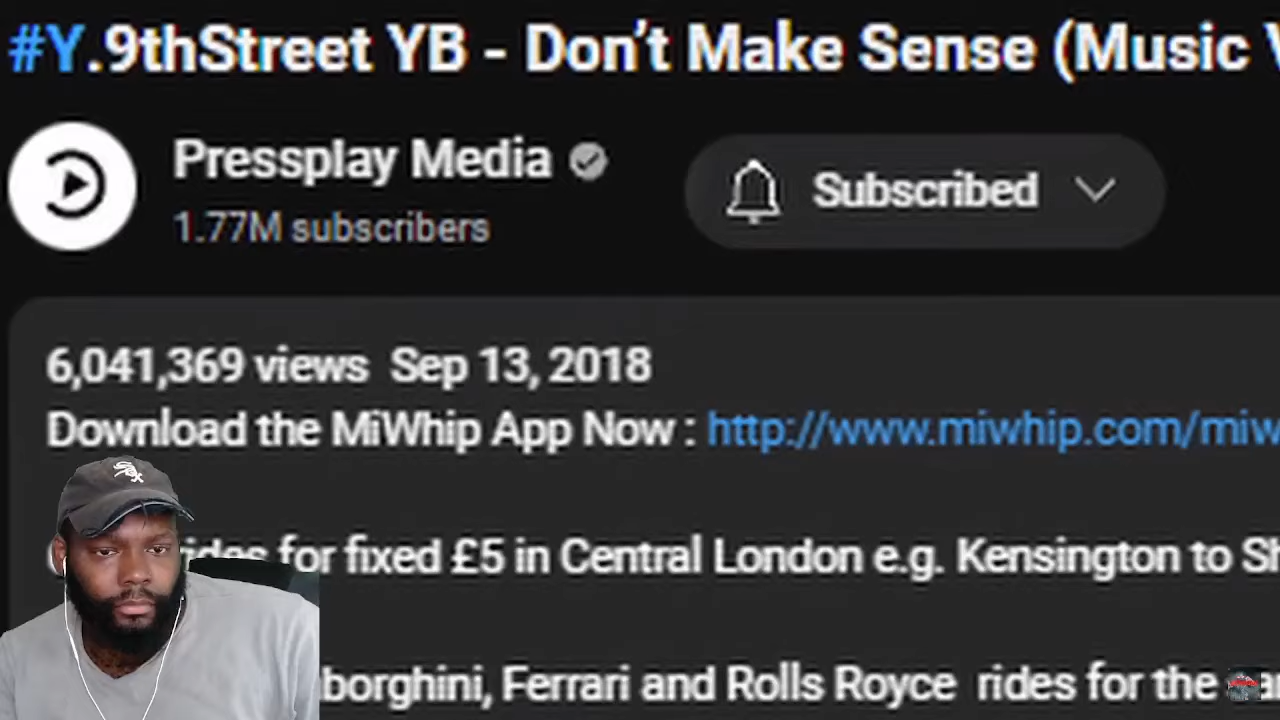 #Y.9thStreet YB - Don't Make Sense (Music
Pressplay Media
1.77M subscribers
Subscribed
6,041,369 views Sep 13, 2018
Download the MiWhip App Now : http://www.miwhip.com/miw
rides for fixed £5 in Central London e.g. Kensington to Sh
borghini, Ferrari and Rolls Royce rides for the